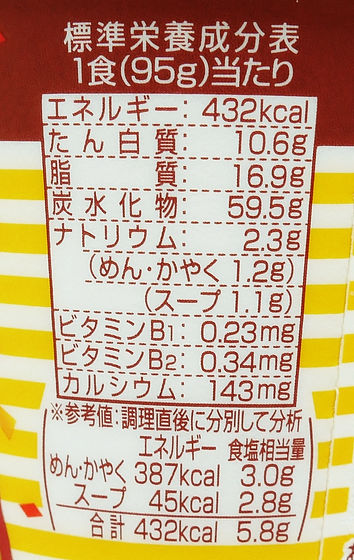 標準栄養成分表
1食(95g)当たり
エネルギー: 432kcal
たん白質: 10.6g
脂質: 16.9g
炭水化物: 59.5g
ナトリウム: 2.3g
(めん・かやく 1.2g)
(スープ 1.1g)
ビタミンB1: 0.23mg
ビタミンB2: 0.34mg
カルシウム: 143mg
※参考値:調理直後に分別して分析
エネルギー 食塩相当量
めん・かやく 387kcal 3.0g
スープ 45kcal 2.8g
合計 432kcal 5.8g